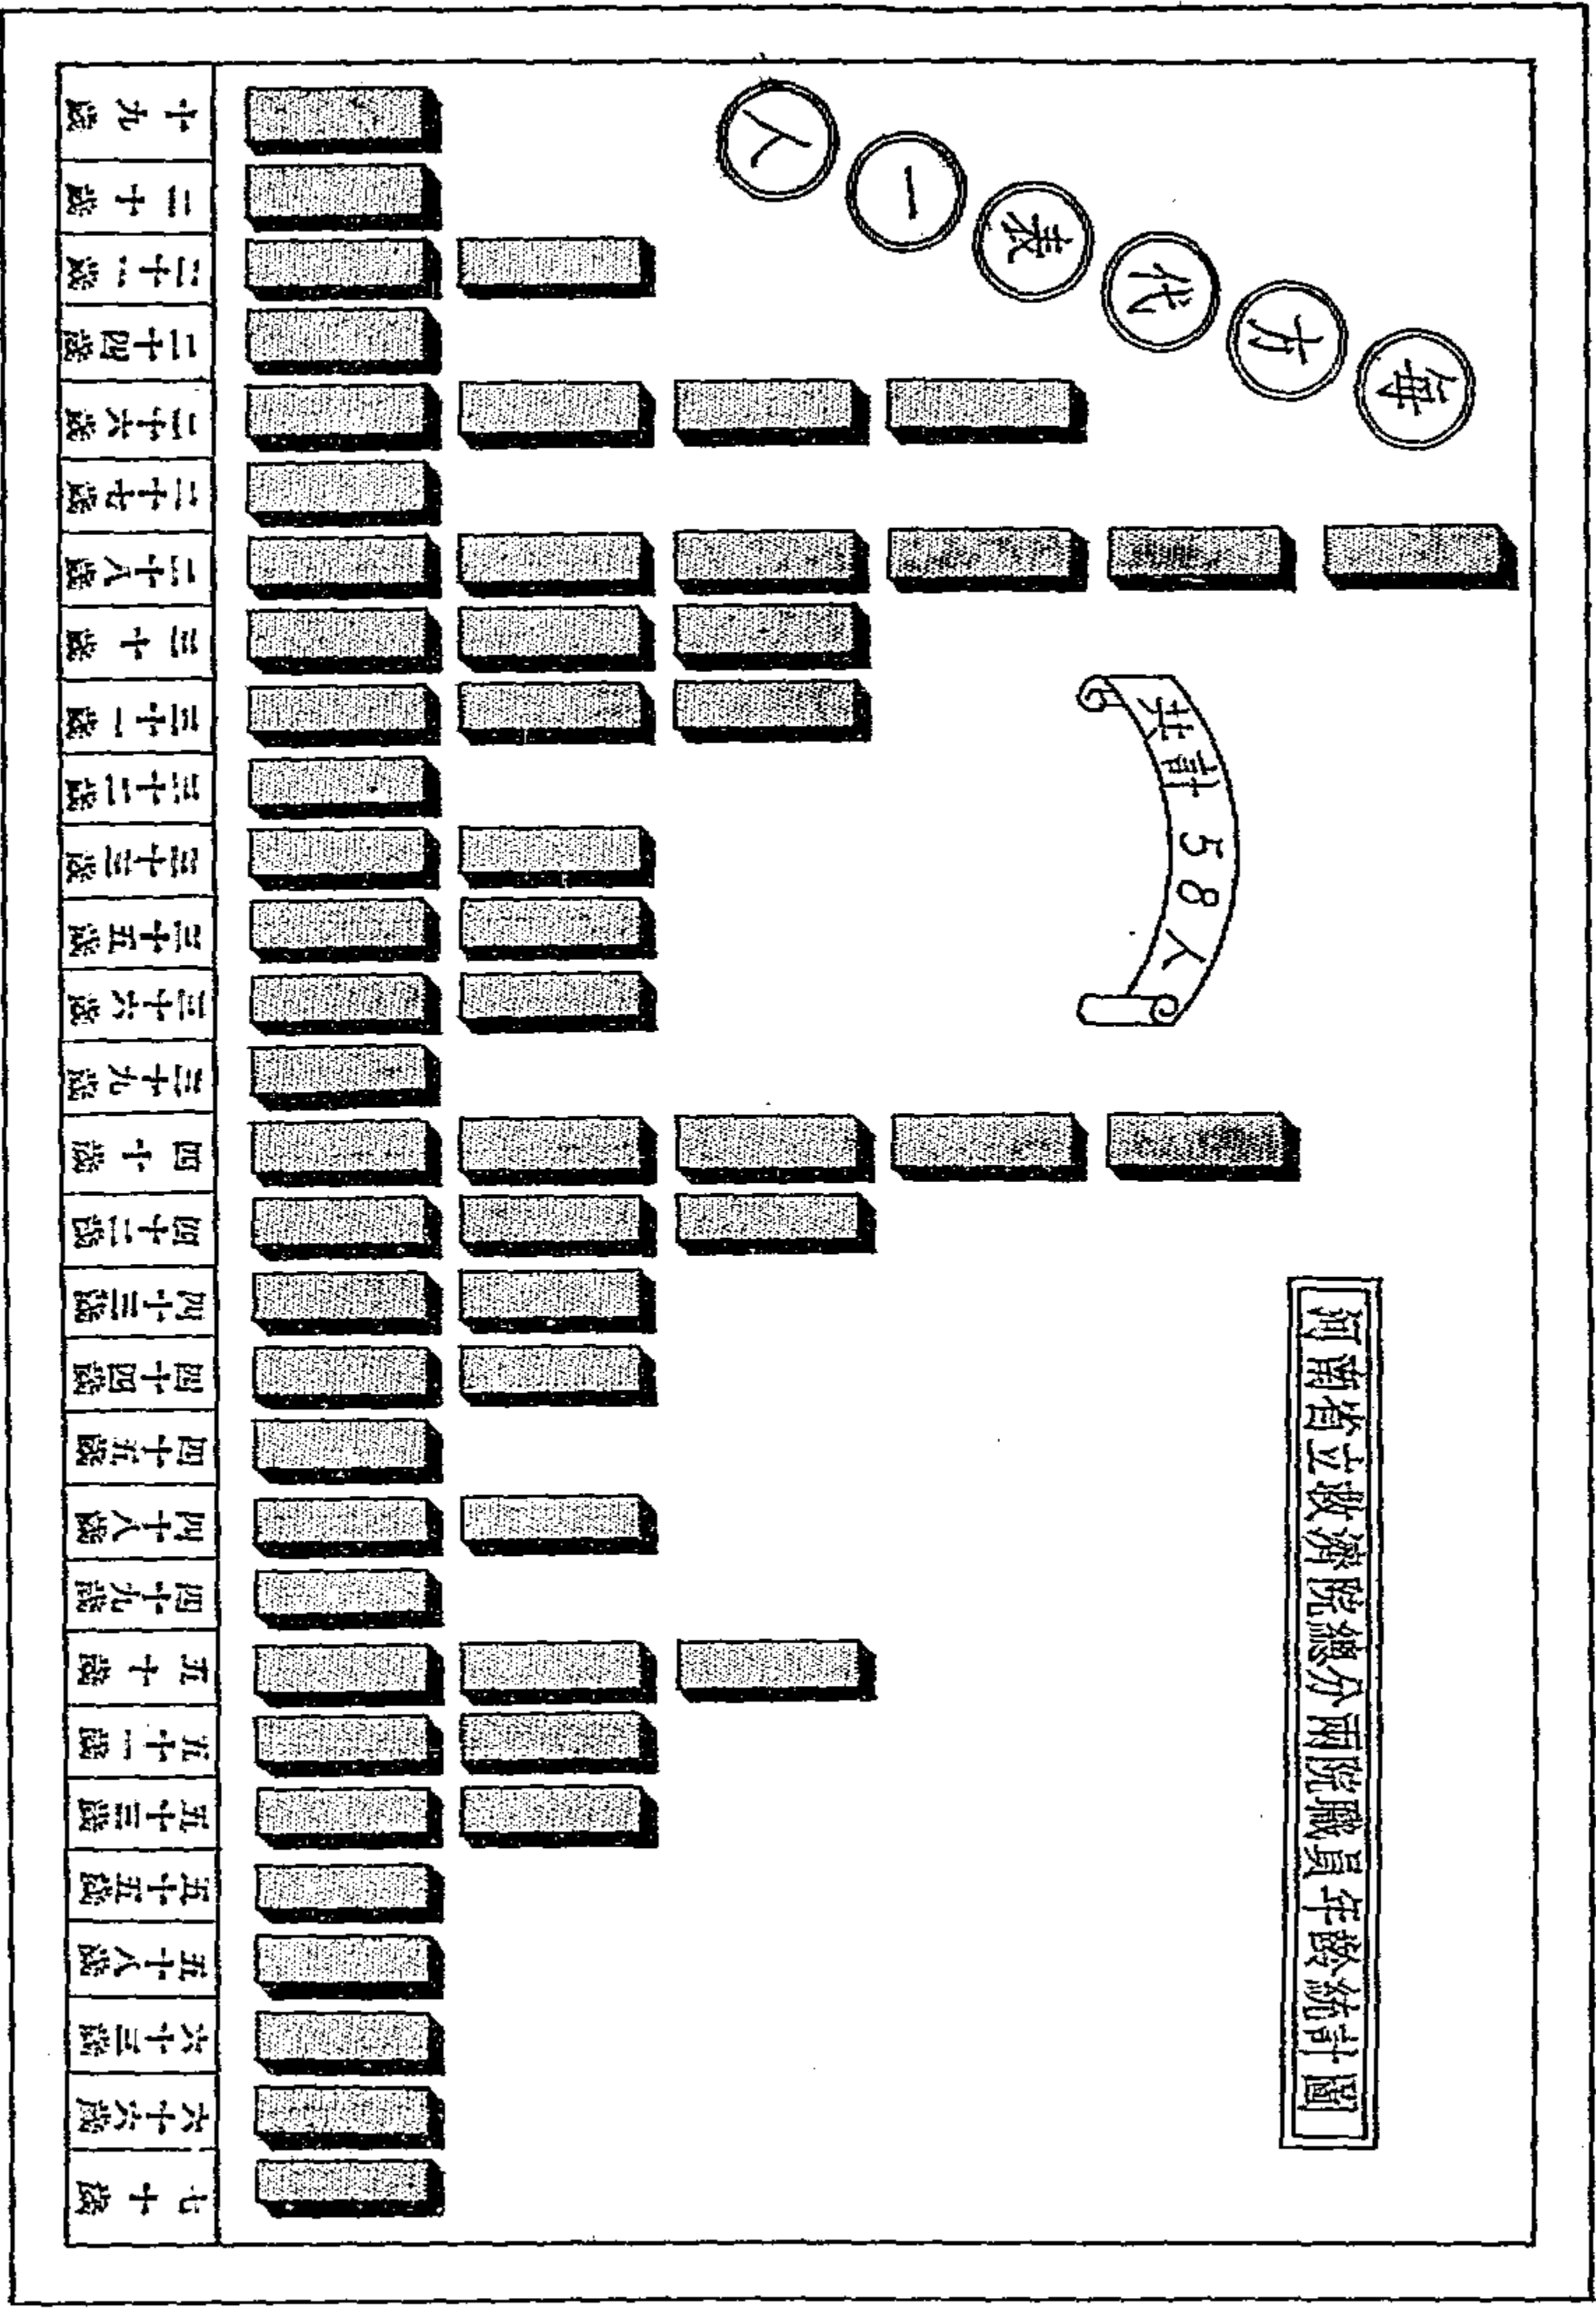 河南省立救濟院總分兩院職員年齡統計圖
每方代表一人
共計58人
十九歲
二十歲
二十一歲
二十四歲
二十六歲
二十七歲
二十八歲
三十歲
三十一歲
三十二歲
三十三歲
三十五歲
三十六歲
三十九歲
四十歲
四十二歲
四十三歲
四十四歲
四十五歲
四十八歲
四十九歲
五十歲
五十一歲
五十三歲
五十五歲
五十八歲
六十三歲
六十六歲
七十歲